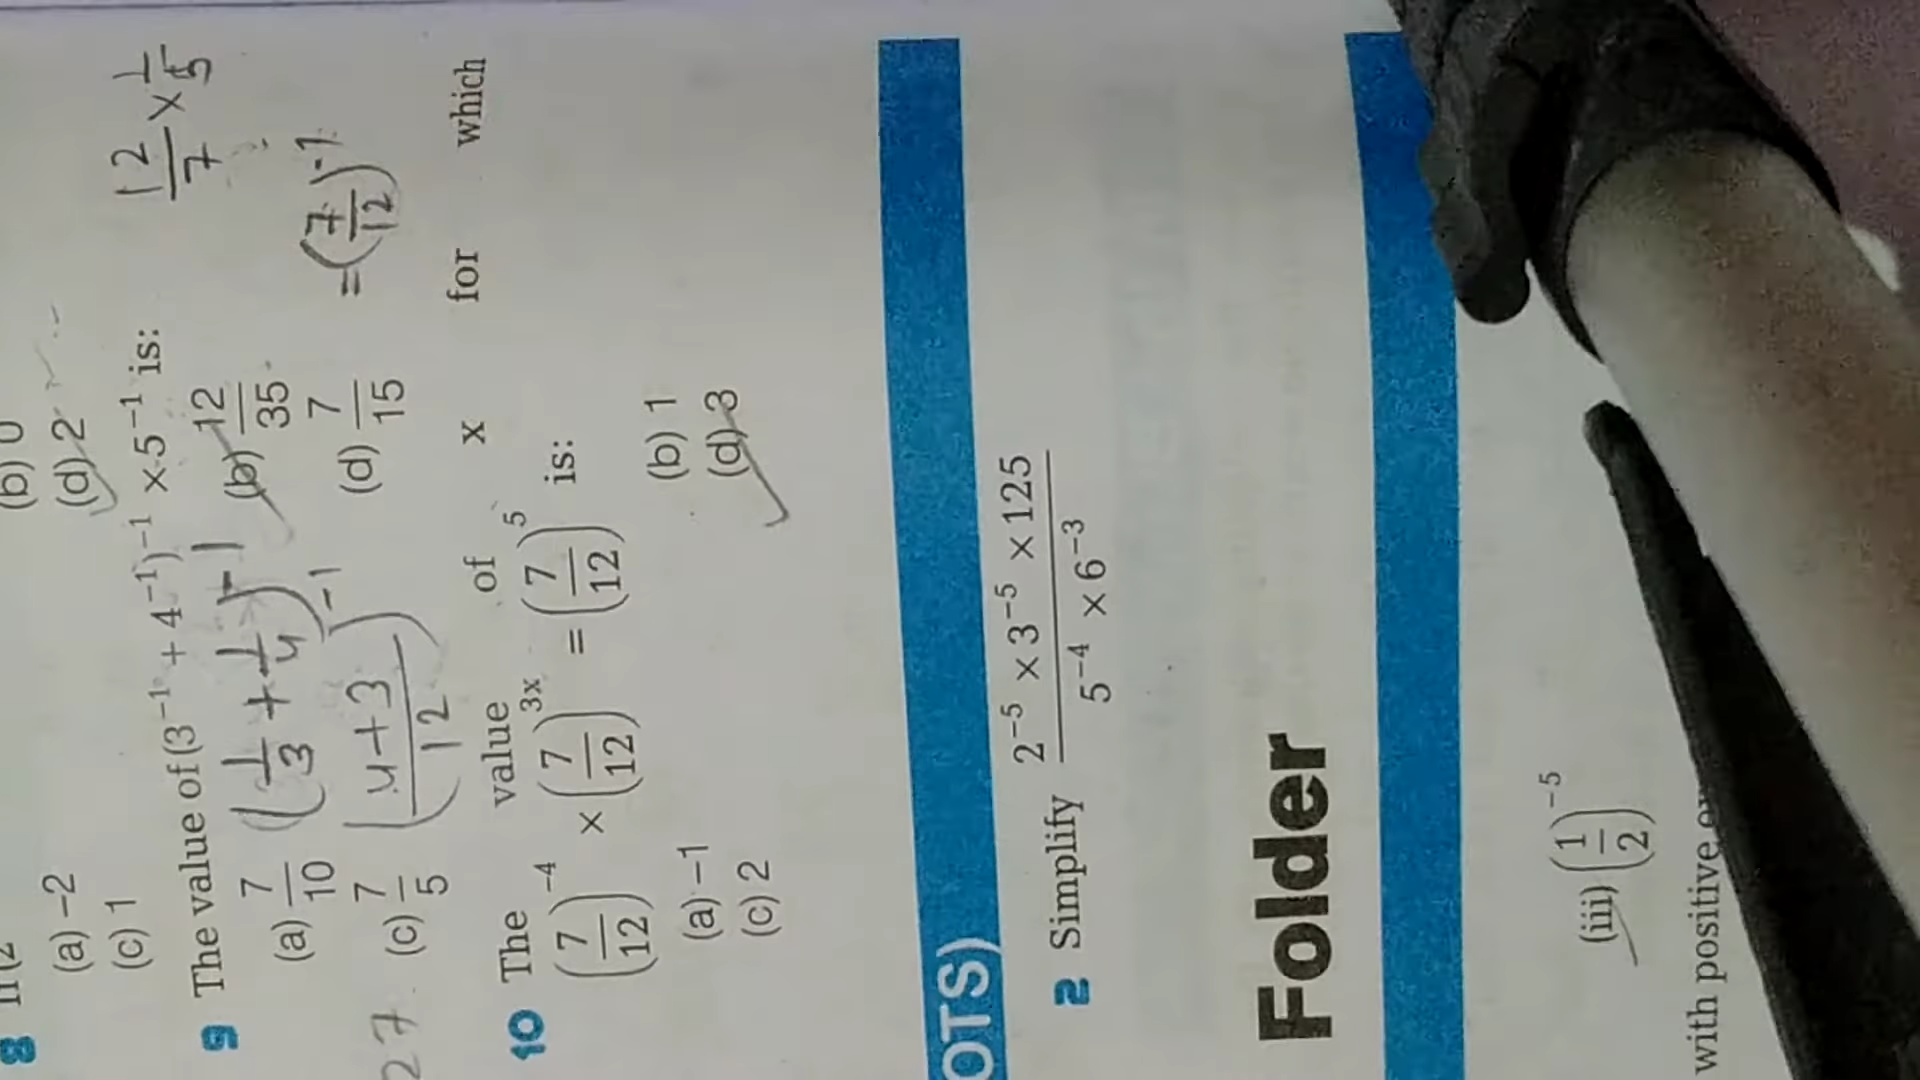 (b) 0
(a) -2
(d) 2
(c) 1
9 The value of (3⁻¹ + 4⁻¹)⁻¹ × 5⁻¹ is:
12/7 × 1/5
(a) 7/10
(1/3 + 1/4)⁻¹
(b) 12/35
(c) 7/5
((4+3)/12)⁻¹
(d) 7/15
= (7/12)⁻¹
27
10 The value of x for which
(7/12)⁻⁴ × (7/12)³ˣ = (7/12)⁵ is:
(a) -1
(b) 1
(c) 2
(d) 3
OTS)
2 Simplify (2⁻⁵ × 3⁻⁵ × 125)/(5⁻⁴ × 6⁻³)
Folder
(iii) (1/2)⁻⁵
with positive